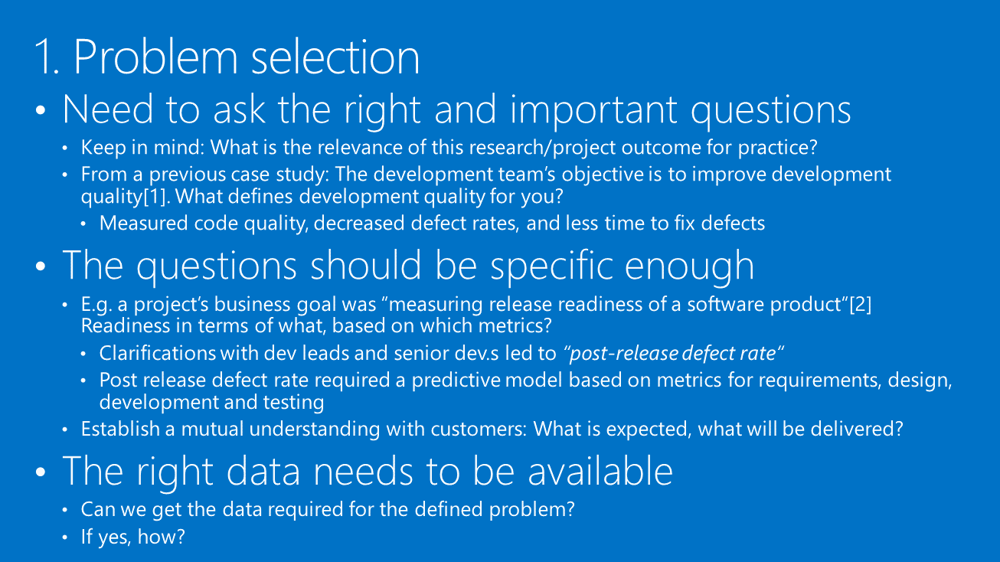 1. Problem selection
• Need to ask the right and important questions
• Keep in mind: What is the relevance of this research/project outcome for practice?
• From a previous case study: The development team’s objective is to improve development
quality[1]. What defines development quality for you?
• Measured code quality, decreased defect rates, and less time to fix defects
• The questions should be specific enough
• E.g. a project’s business goal was “measuring release readiness of a software product“[2]
Readiness in terms of what, based on which metrics?
• Clarifications with dev leads and senior dev.s led to “post-release defect rate“
• Post release defect rate required a predictive model based on metrics for requirements, design,
development and testing
• Establish a mutual understanding with customers: What is expected, what will be delivered?
• The right data needs to be available
• Can we get the data required for the defined problem?
• If yes, how?